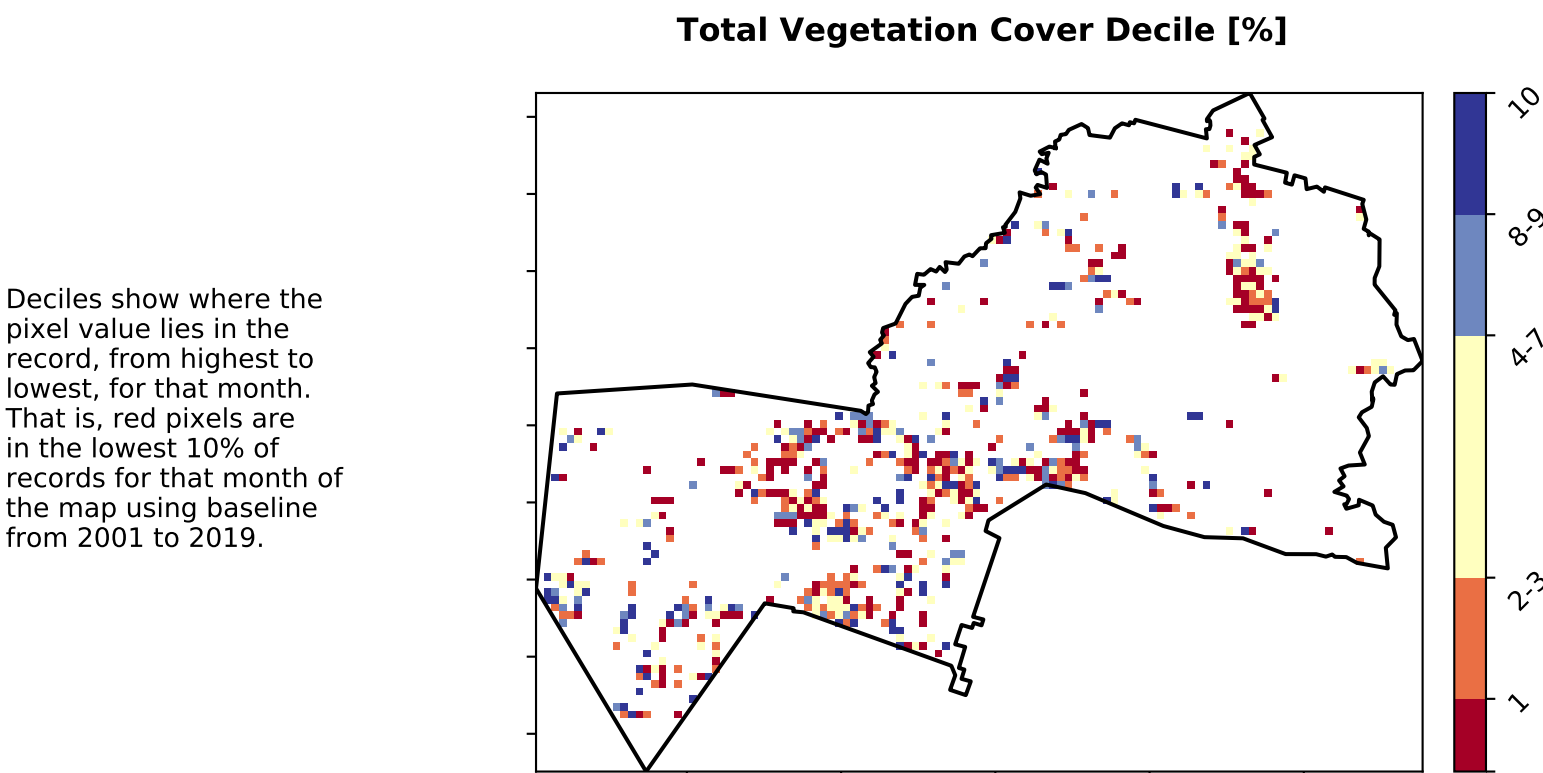 Total Vegetation Cover Decile [%]
Deciles show where the
pixel value lies in the
record, from highest to
lowest, for that month.
That is, red pixels are
in the lowest 10% of
records for that month of
the map using baseline
from 2001 to 2019.
10
8-9
4-7
2-3
1